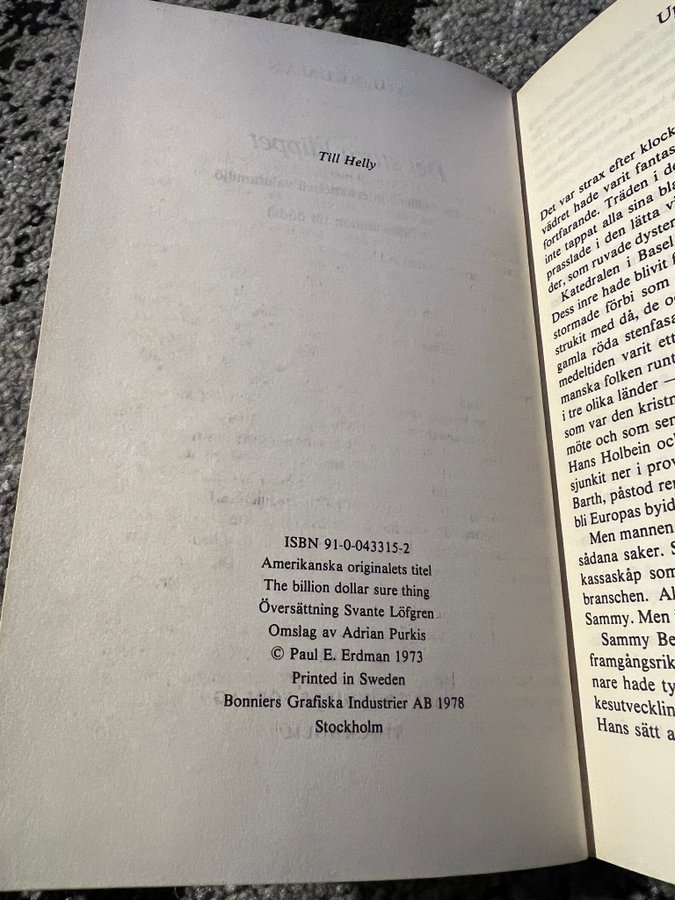 Till Helly
ISBN 91-0-043315-2
Amerikanska originalets titel
The billion dollar sure thing
Översättning Svante Löfgren
Omslag av Adrian Purkis
© Paul E. Erdman 1973
Printed in Sweden
Bonniers Grafiska Industrier AB 1978
Stockholm
Det var strax efter klock
vädret hade varit fantas
fortfarande. Träden i de
inte tappat alla sina bla
prasslade i den lätta vi
der, som ruvade dyster
Katedralen i Basel
Dess inre hade blivit f
stormade förbi som
strukit med då, de o
gamla röda stenfasa
medeltiden varit ett
manska folken runt
i tre olika länder —
som var den kristn
möte och som sen
Hans Holbein oc
sjunkit ner i prov
Barth, påstod ren
bli Europas byid
Men mannen
sådana saker. S
kassaskåp som
branschen. Al
Sammy. Men
Sammy Be
framgångsrik
nare hade ty
kesutvecklin
Hans sätt a